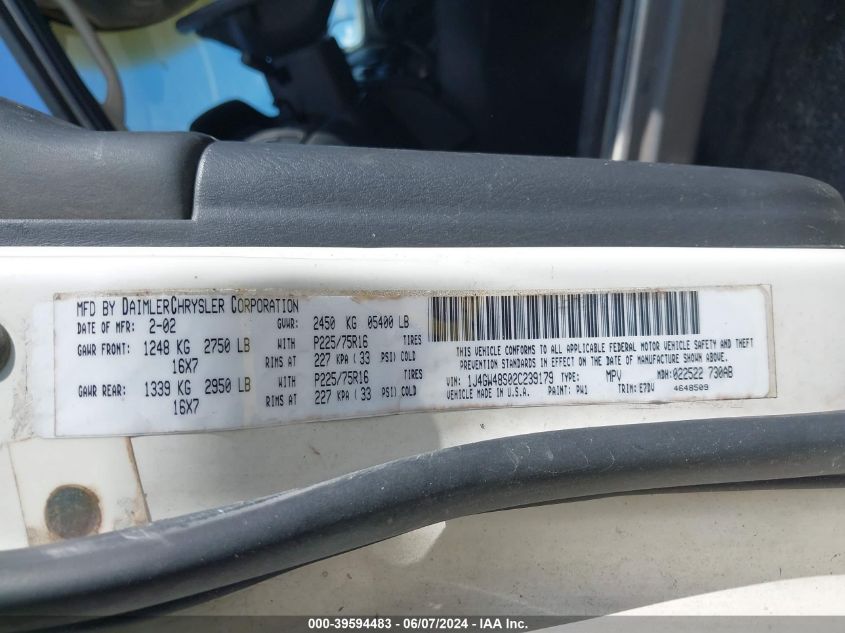 MFD BY DAIMLERCHRYSLER CORPORATION
DATE OF MFR: 2-02 GVWR: 2450 KG 05400 LB
GAWR FRONT: 1248 KG 2750 LB WITH P225/75R16 TIRES
16X7 RIMS AT 227 KPA ( 33 PSI) COLD
GAWR REAR: 1339 KG 2950 LB WITH P225/75R16 TIRES
16X7 RIMS AT 227 KPA ( 33 PSI) COLD
THIS VEHICLE CONFORMS TO ALL APPLICABLE FEDERAL MOTOR VEHICLE SAFETY AND THEFT
PREVENTION STANDARDS IN EFFECT ON THE DATE OF MANUFACTURE SHOWN ABOVE.
VIN: 1J4GW48S02C239179 TYPE: MPV MDH: 022522 730AB
VEHICLE MADE IN U.S.A. PAINT: PW1 TRIM: E7DV 4648509
000-39594483 - 06/07/2024 - IAA Inc.